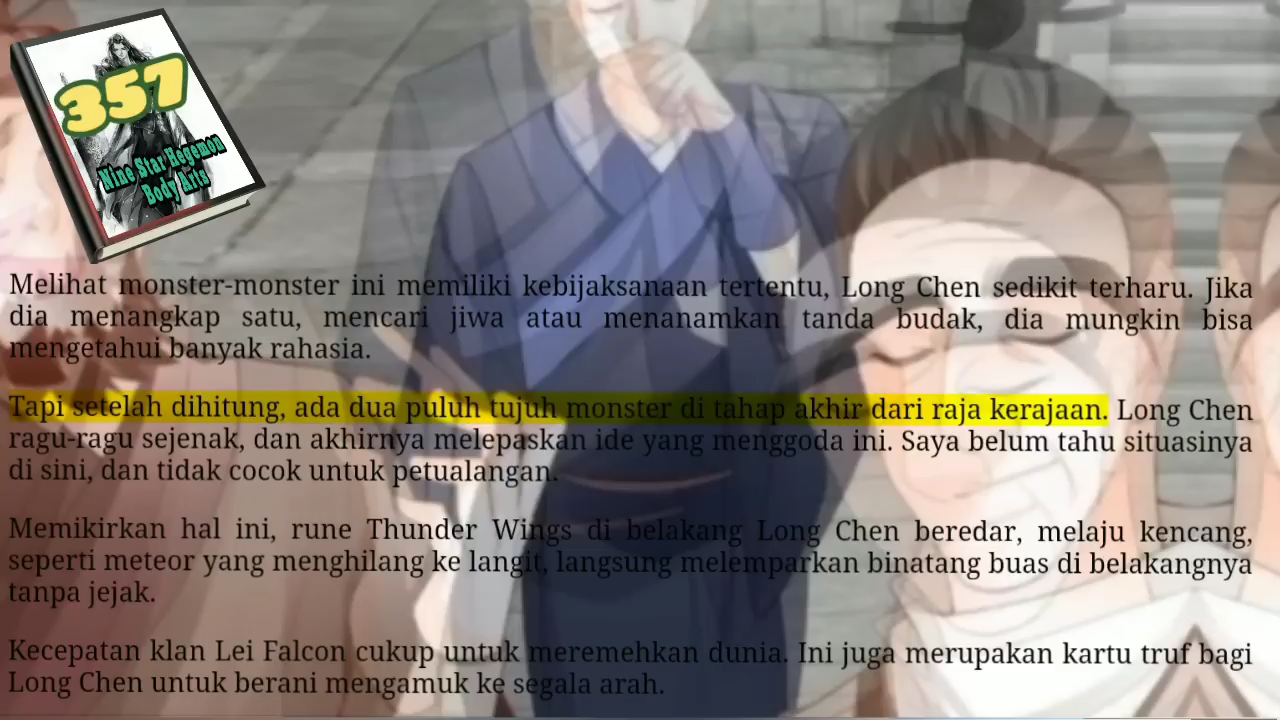 357
Nine Star Hegemon
Body Arts
Melihat monster-monster ini memiliki kebijaksanaan tertentu, Long Chen sedikit terharu. Jika
dia menangkap satu, mencari jiwa atau menanamkan tanda budak, dia mungkin bisa
mengetahui banyak rahasia.
Tapi setelah dihitung, ada dua puluh tujuh monster di tahap akhir dari raja kerajaan. Long Chen
ragu-ragu sejenak, dan akhirnya melepaskan ide yang menggoda ini. Saya belum tahu situasinya
di sini, dan tidak cocok untuk petualangan.
Memikirkan hal ini, rune Thunder Wings di belakang Long Chen beredar, melaju kencang,
seperti meteor yang menghilang ke langit, langsung melemparkan binatang buas di belakangnya
tanpa jejak.
Kecepatan klan Lei Falcon cukup untuk meremehkan dunia. Ini juga merupakan kartu truf bagi
Long Chen untuk berani mengamuk ke segala arah.